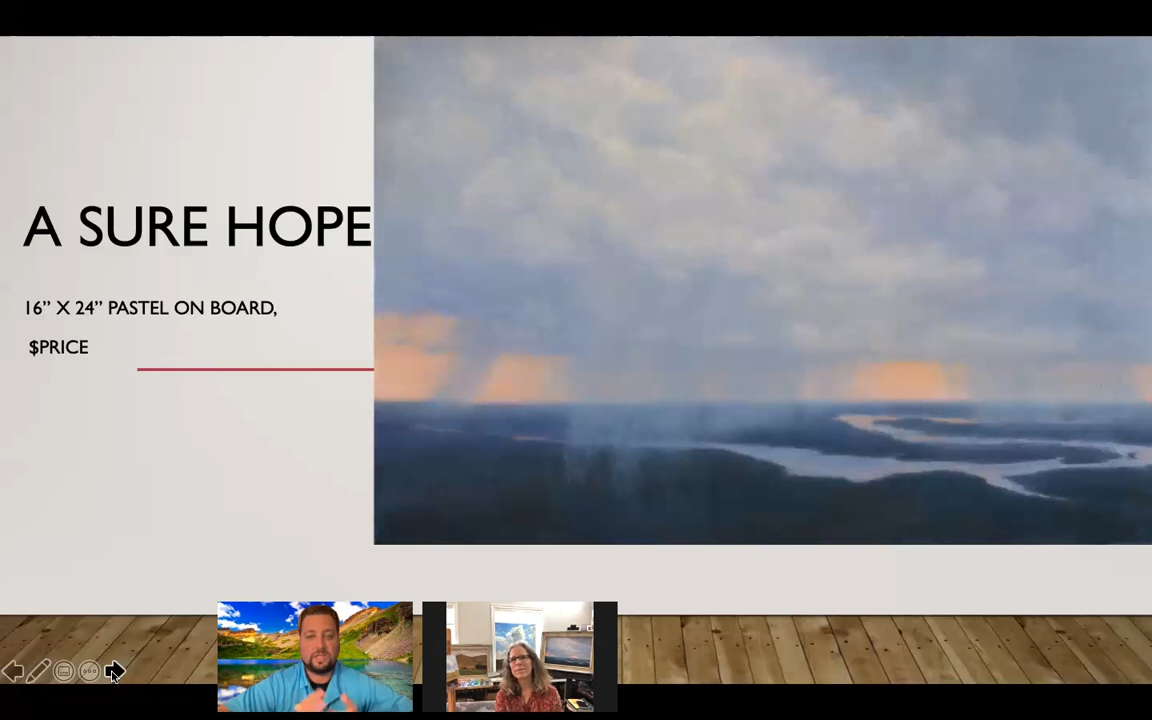 A SURE HOPE
16” X 24” PASTEL ON BOARD,
$PRICE